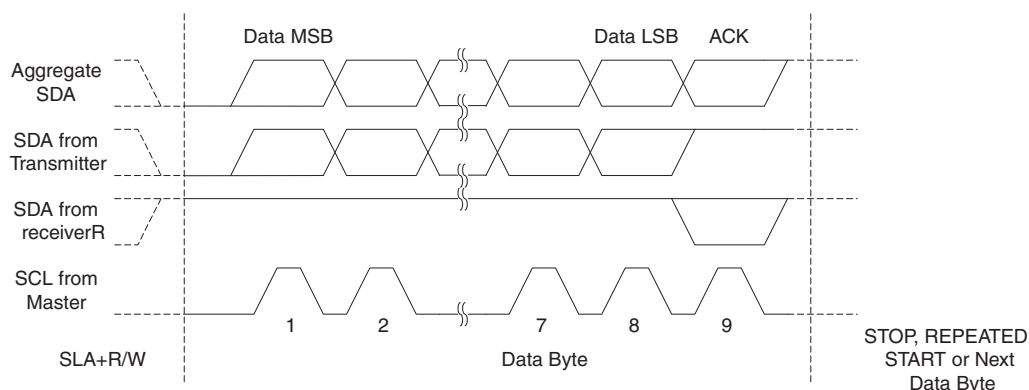 Data MSB
Data LSB
ACK
Aggregate
SDA
SDA from
Transmitter
SDA from
receiverR
SCL from
Master
1
2
7
8
9
SLA+R/W
Data Byte
STOP, REPEATED
START or Next
Data Byte